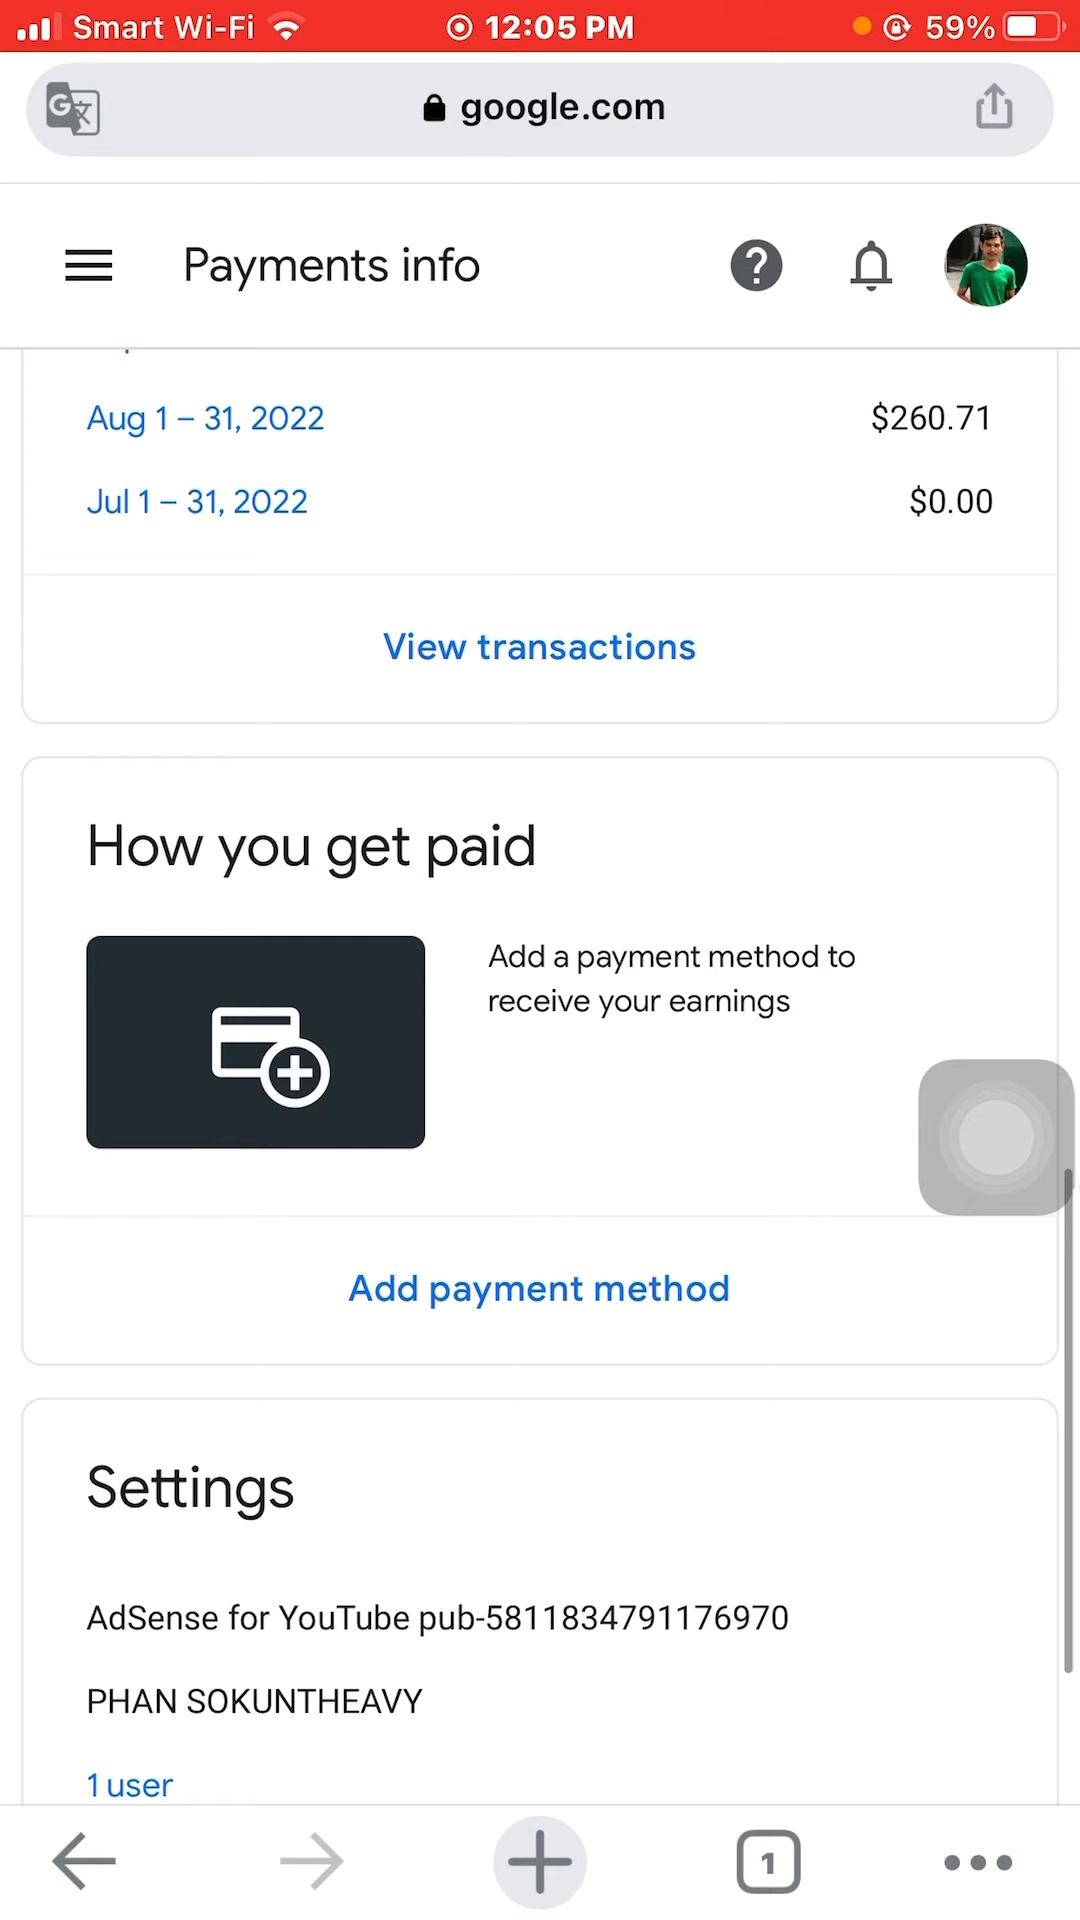 Smart Wi-Fi 12:05 PM 59%
google.com
Payments info
Aug 1 – 31, 2022 $260.71
Jul 1 – 31, 2022 $0.00
View transactions
How you get paid
Add a payment method to
receive your earnings
Add payment method
Settings
AdSense for YouTube pub-5811834791176970
PHAN SOKUNTHEAVY
1 user
1